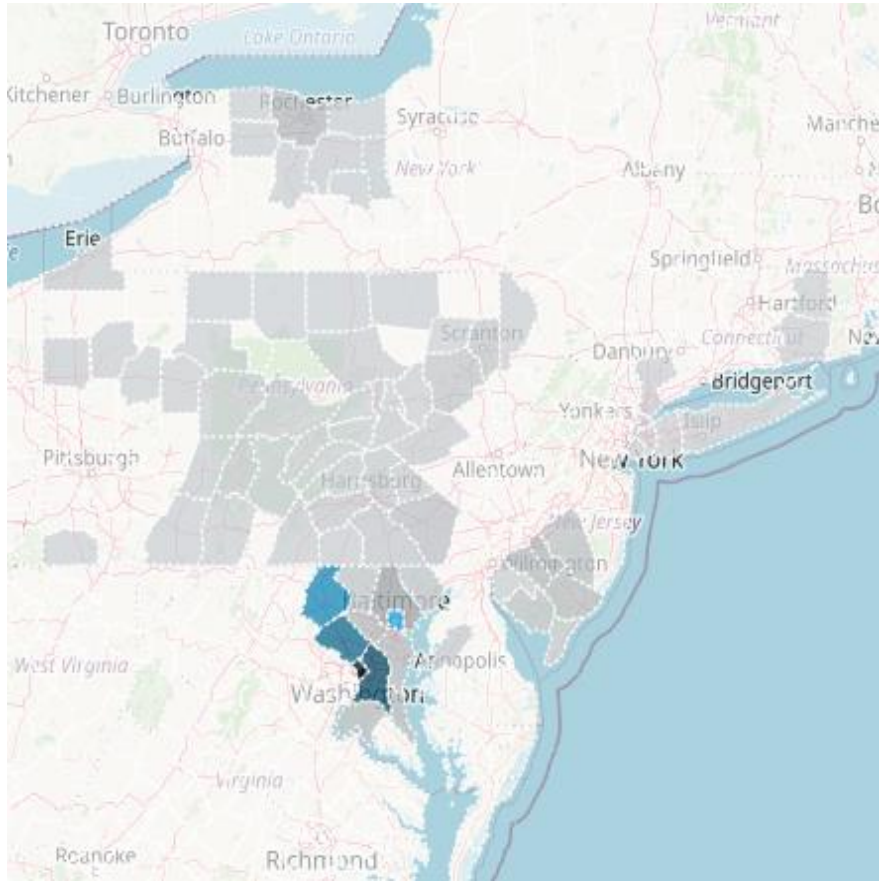 Toronto
Lake Ontario
Vermont
Kitchener
Burlington
Rochester
Syracuse
Manche
Buffalo
New York
Albany
Bo
Erie
Springfield
Massachus
Hartford
Scranton
Connecticut
New
Danbury
Pennsylvania
Bridgeport
Yonkers
Islip
Pittsburgh
New York
Allentown
Harrisburg
New Jersey
Wilmington
Baltimore
West Virginia
Annapolis
Washington
Virginia
Roanoke
Richmond